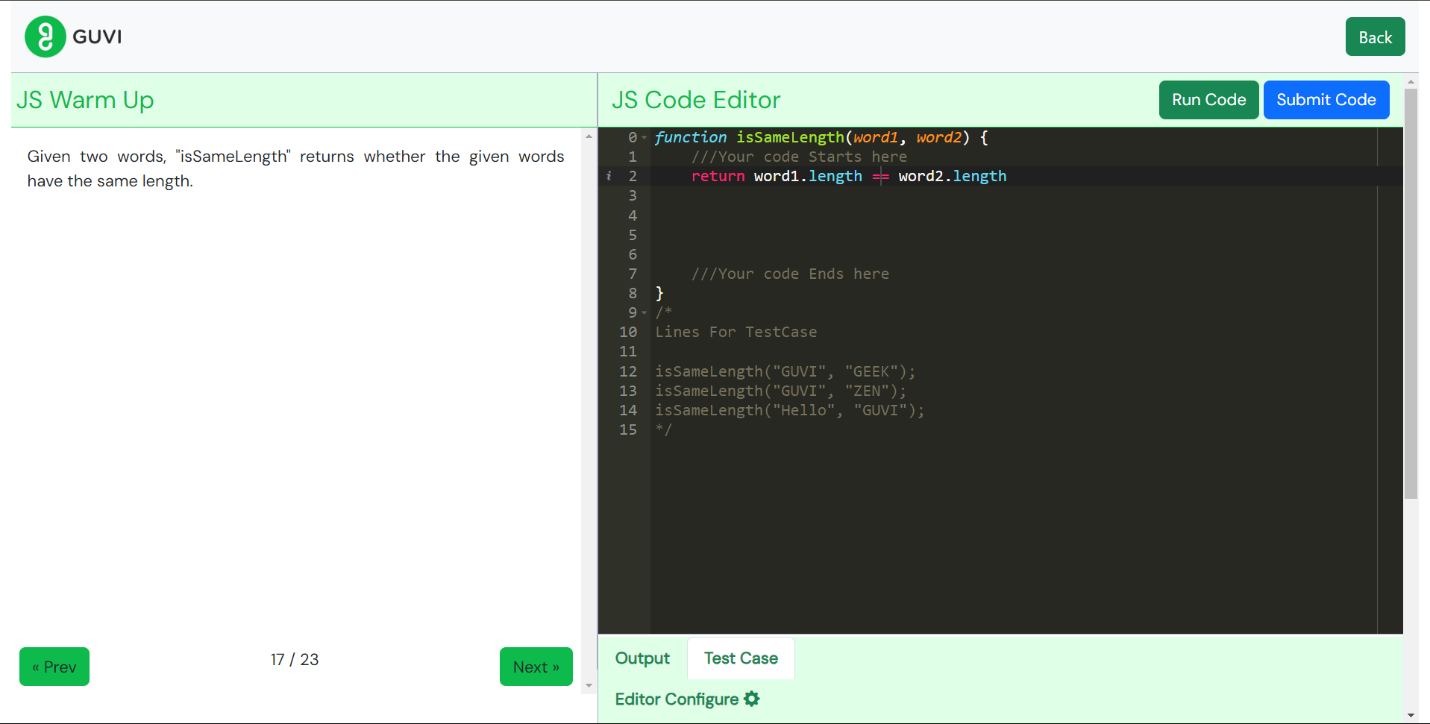 GUVI
Back
JS Warm Up
Given two words, "isSameLength" returns whether the given words
have the same length.
« Prev
17 / 23
Next »
JS Code Editor
Run Code
Submit Code
0 function isSameLength(word1, word2) {
1 ///Your code Starts here
i 2 return word1.length == word2.length
3
4
5
6
7 ///Your code Ends here
8 }
9 /*
10 Lines For TestCase
11
12 isSameLength("GUVI", "GEEK");
13 isSameLength("GUVI", "ZEN");
14 isSameLength("Hello", "GUVI");
15 */
Output
Test Case
Editor Configure